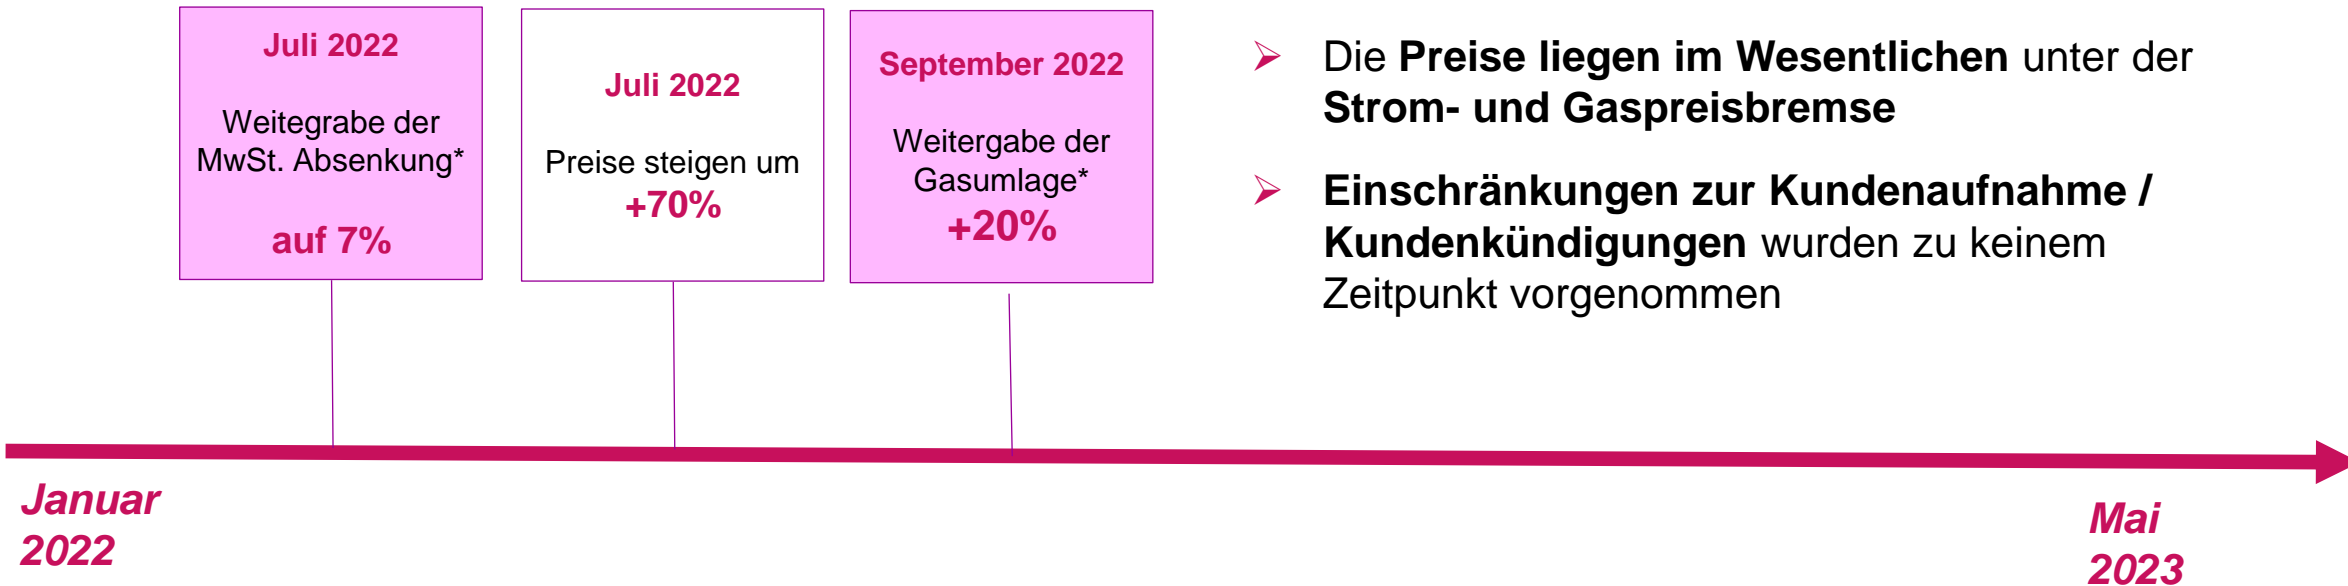 Juli 2022
Weitegrabe der
MwSt. Absenkung*
auf 7%
Juli 2022
Preise steigen um
+70%
September 2022
Weitergabe der
Gasumlage*
+20%
Die Preise liegen im Wesentlichen unter der
Strom- und Gaspreisbremse
Einschränkungen zur Kundenaufnahme /
Kundenkündigungen wurden zu keinem
Zeitpunkt vorgenommen
Januar
2022
Mai
2023